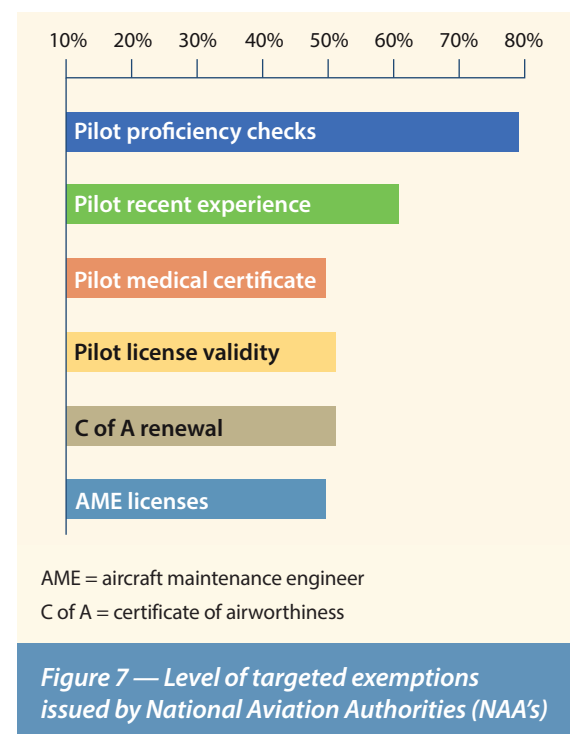 10% 20% 30% 40% 50% 60% 70% 80%
Pilot proficiency checks
Pilot recent experience
Pilot medical certificate
Pilot license validity
C of A renewal
AME licenses
AME = aircraft maintenance engineer
C of A = certificate of airworthiness
Figure 7 — Level of targeted exemptions
issued by National Aviation Authorities (NAA's)